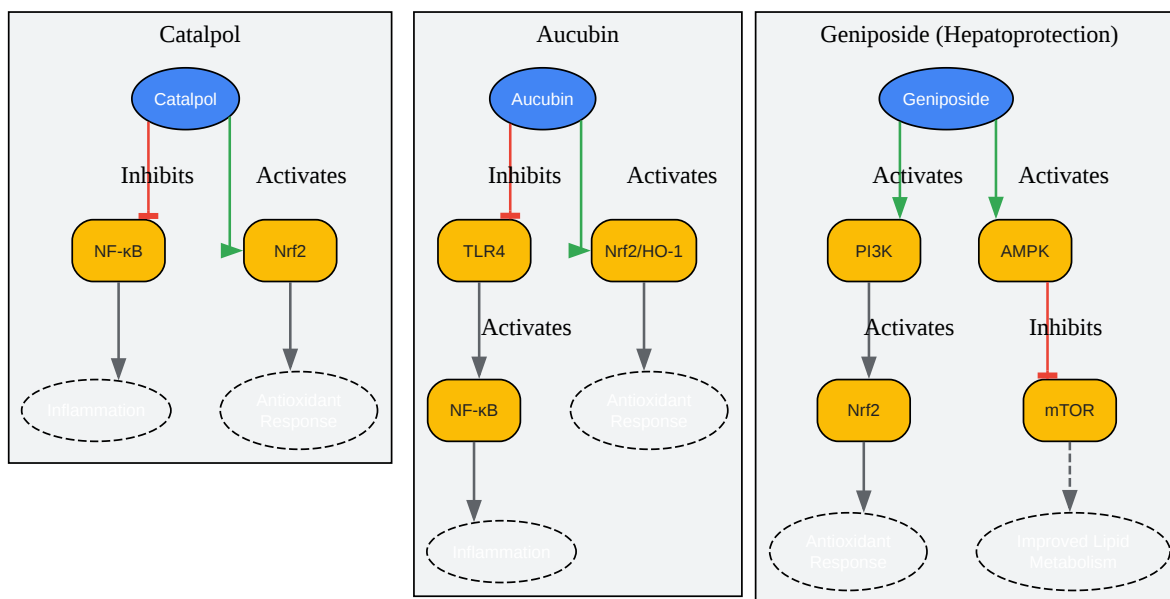 Catalpol
Catalpol
Inhibits
Activates
NF-κB
Nrf2
Inflammation
Antioxidant
Response
Aucubin
Aucubin
Inhibits
Activates
TLR4
Nrf2/HO-1
Activates
NF-κB
Antioxidant
Response
Inflammation
Geniposide (Hepatoprotection)
Geniposide
Activates
Activates
PI3K
AMPK
Activates
Inhibits
Nrf2
mTOR
Antioxidant
Response
Improved Lipid
Metabolism